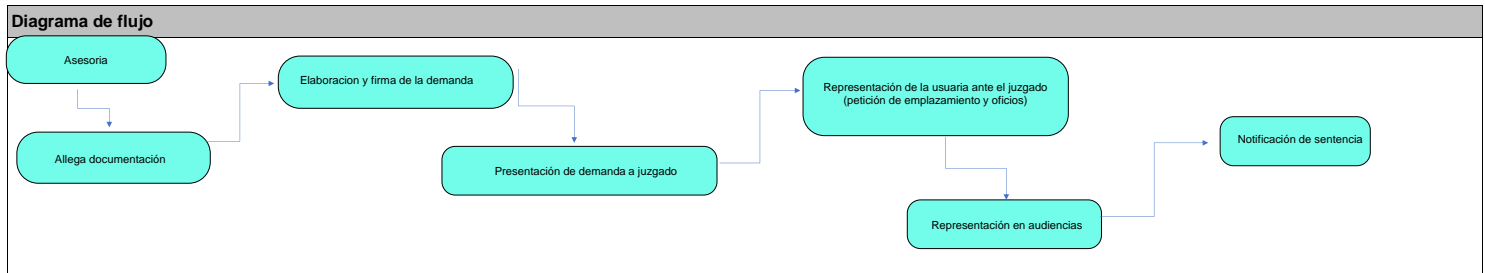 Diagrama de flujo
Asesoria
Allega documentación
Elaboracion y firma de la demanda
Presentación de demanda a juzgado
Representación de la usuaria ante el juzgado
(petición de emplazamiento y oficios)
Representación en audiencias
Notificación de sentencia